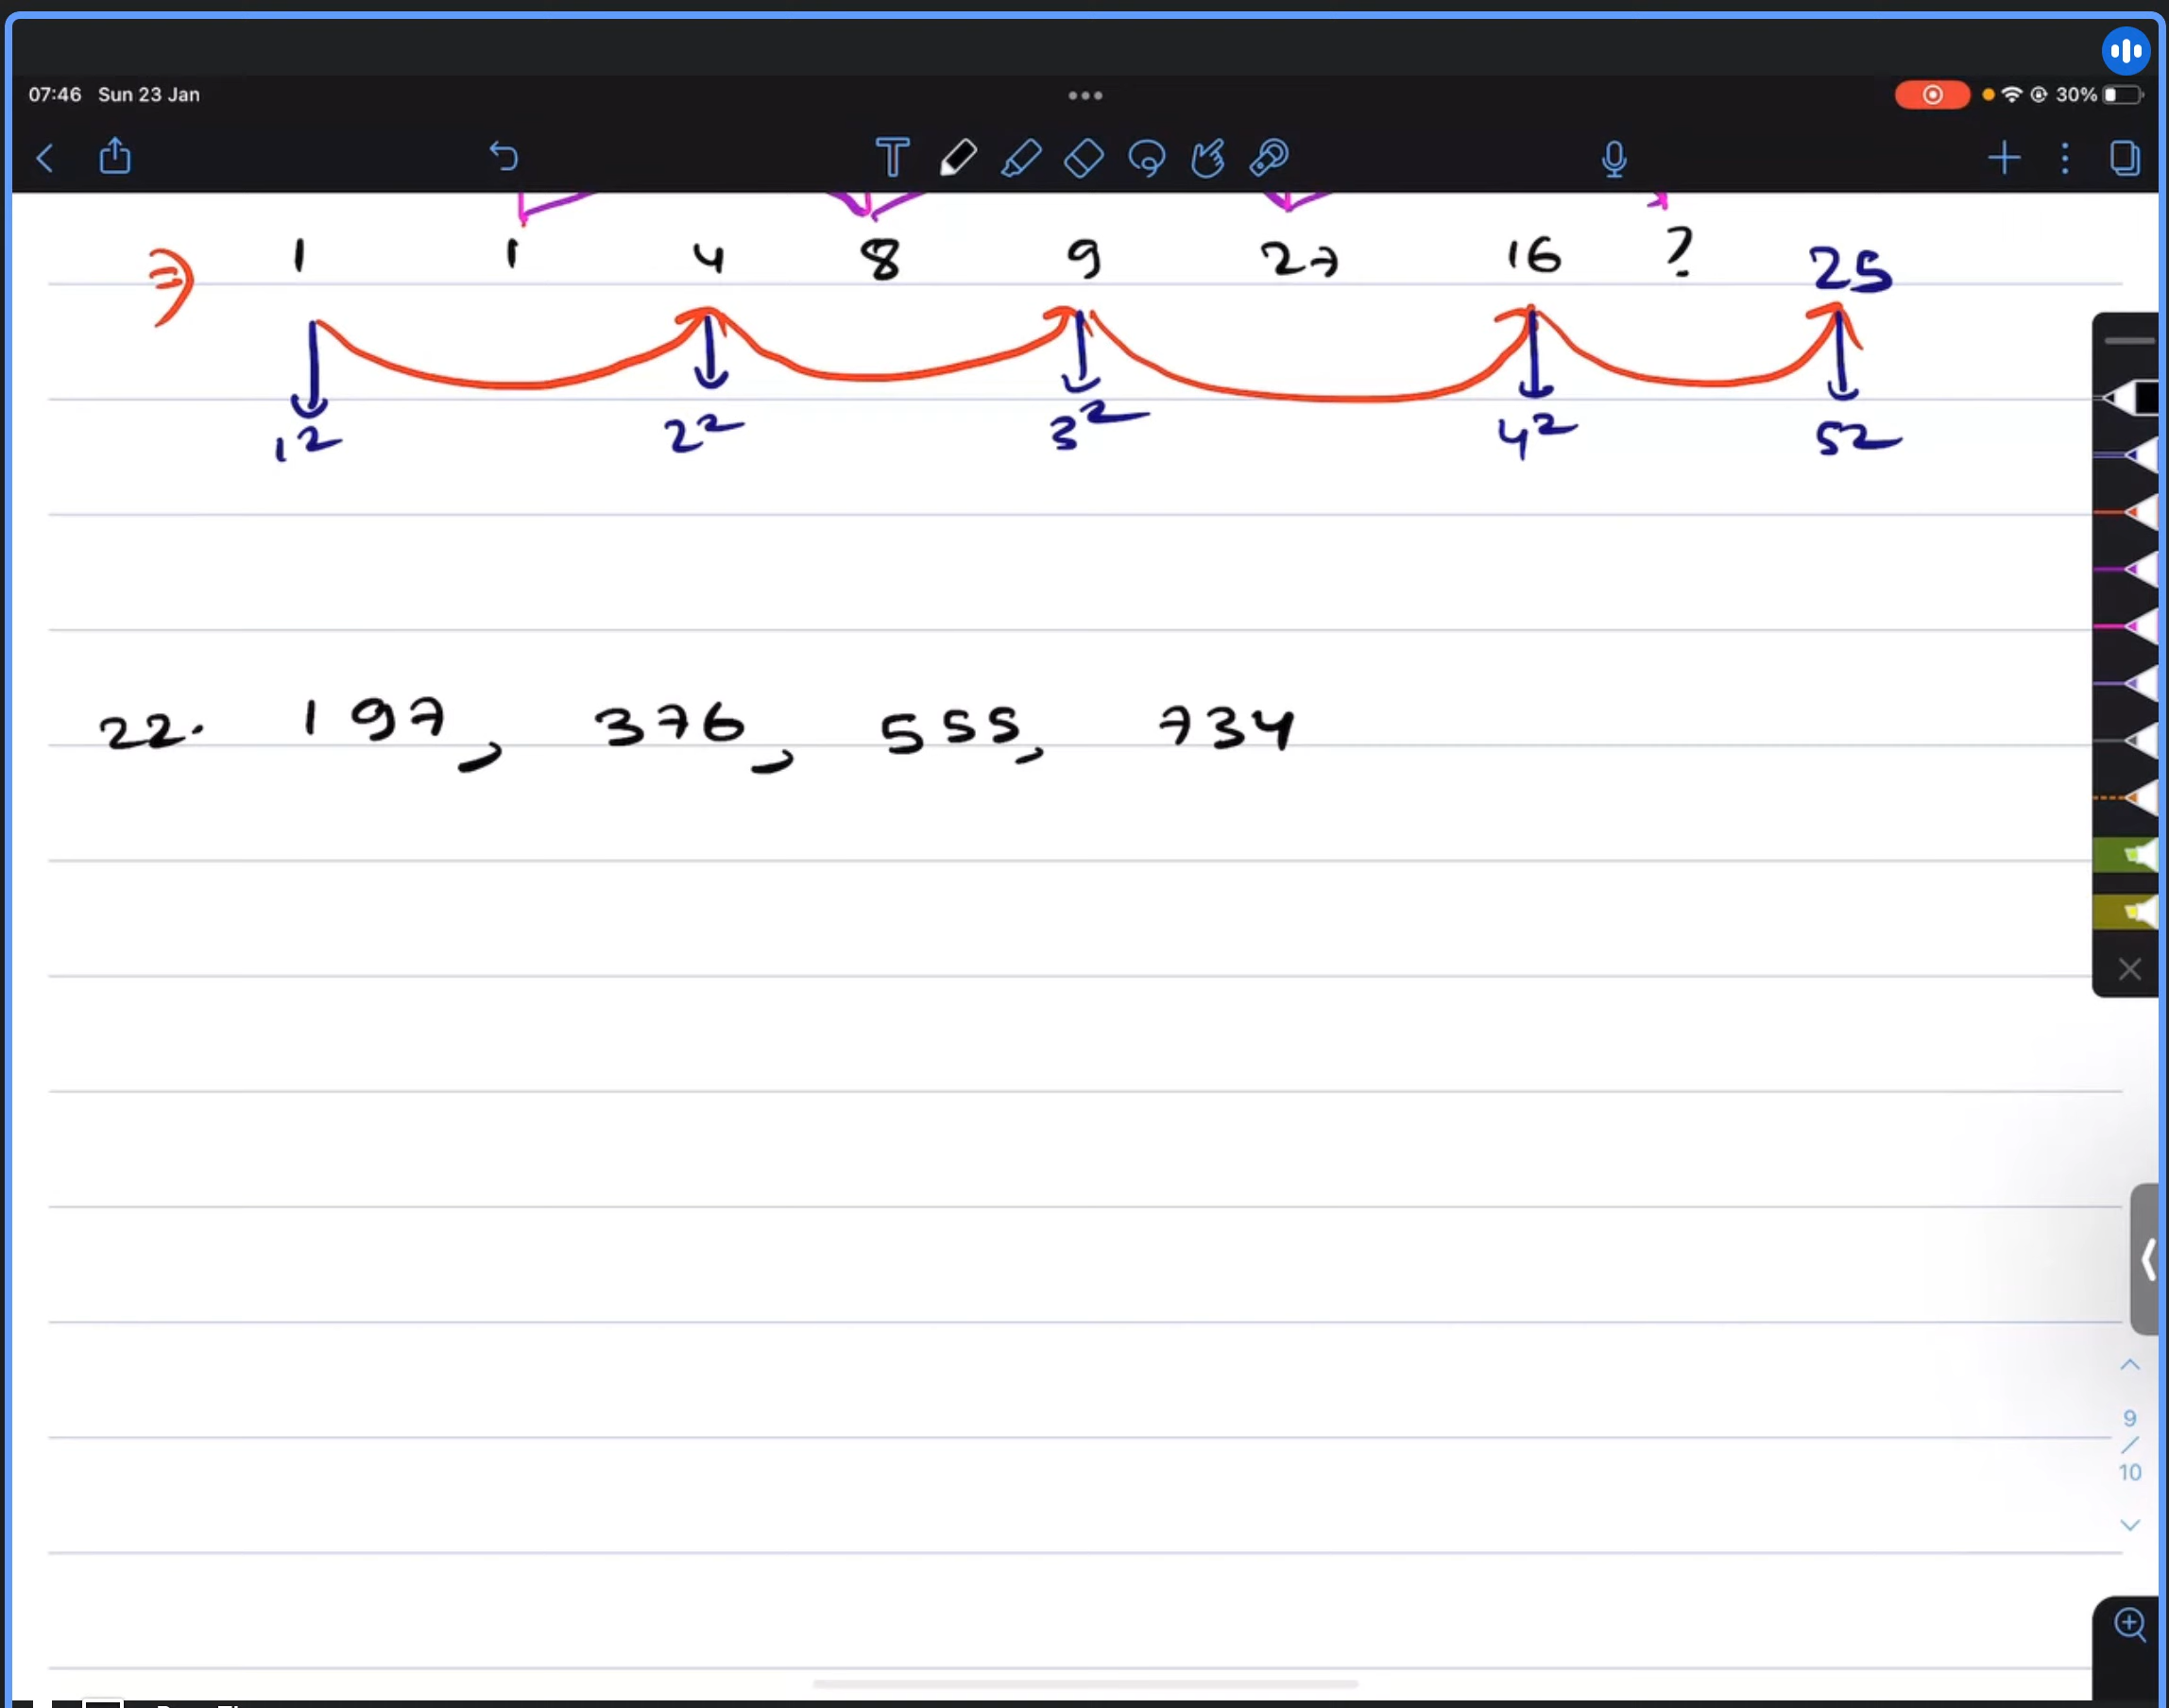 07:46 Sun 23 Jan 30%
1 1 4 8 9 27 16 ? 25
1² 2² 3² 4² 5²
22. 197, 376, 555, 734
9
/
10